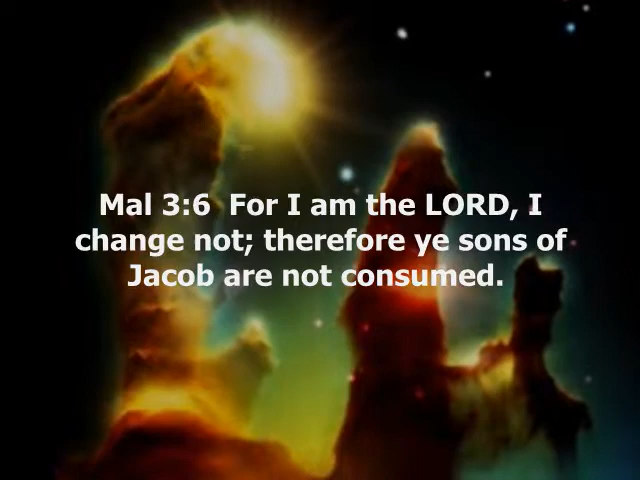 Mal 3:6  For I am the LORD, I
change not; therefore ye sons of
Jacob are not consumed.